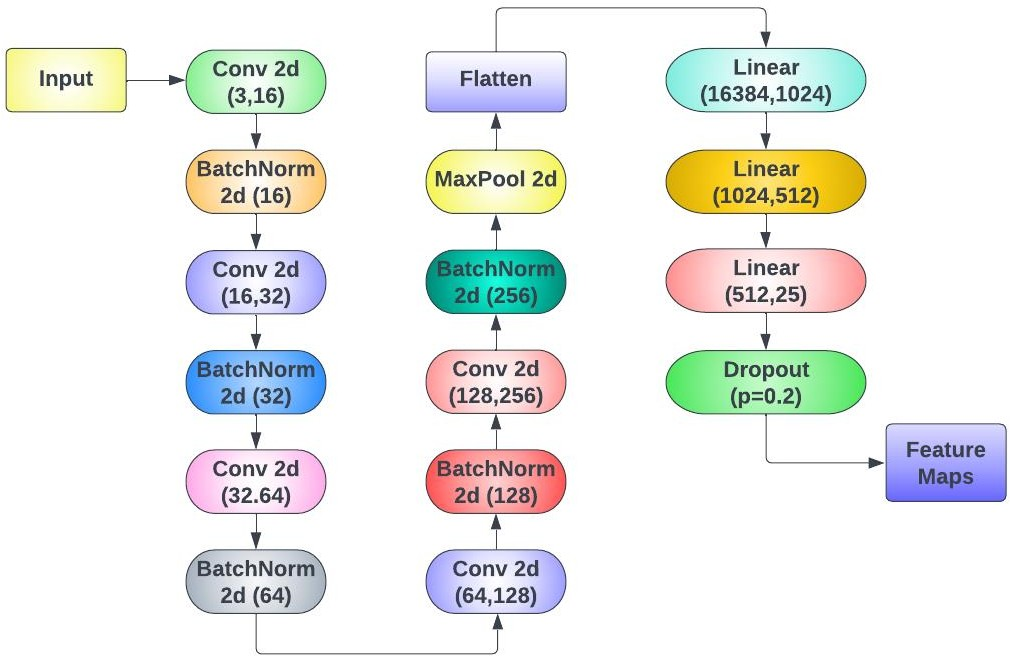 Input
Conv 2d
(3,16)
BatchNorm
2d (16)
Conv 2d
(16,32)
BatchNorm
2d (32)
Conv 2d
(32.64)
BatchNorm
2d (64)
Conv 2d
(64,128)
BatchNorm
2d (128)
Conv 2d
(128,256)
BatchNorm
2d (256)
MaxPool 2d
Flatten
Linear
(16384,1024)
Linear
(1024,512)
Linear
(512,25)
Dropout
(p=0.2)
Feature
Maps